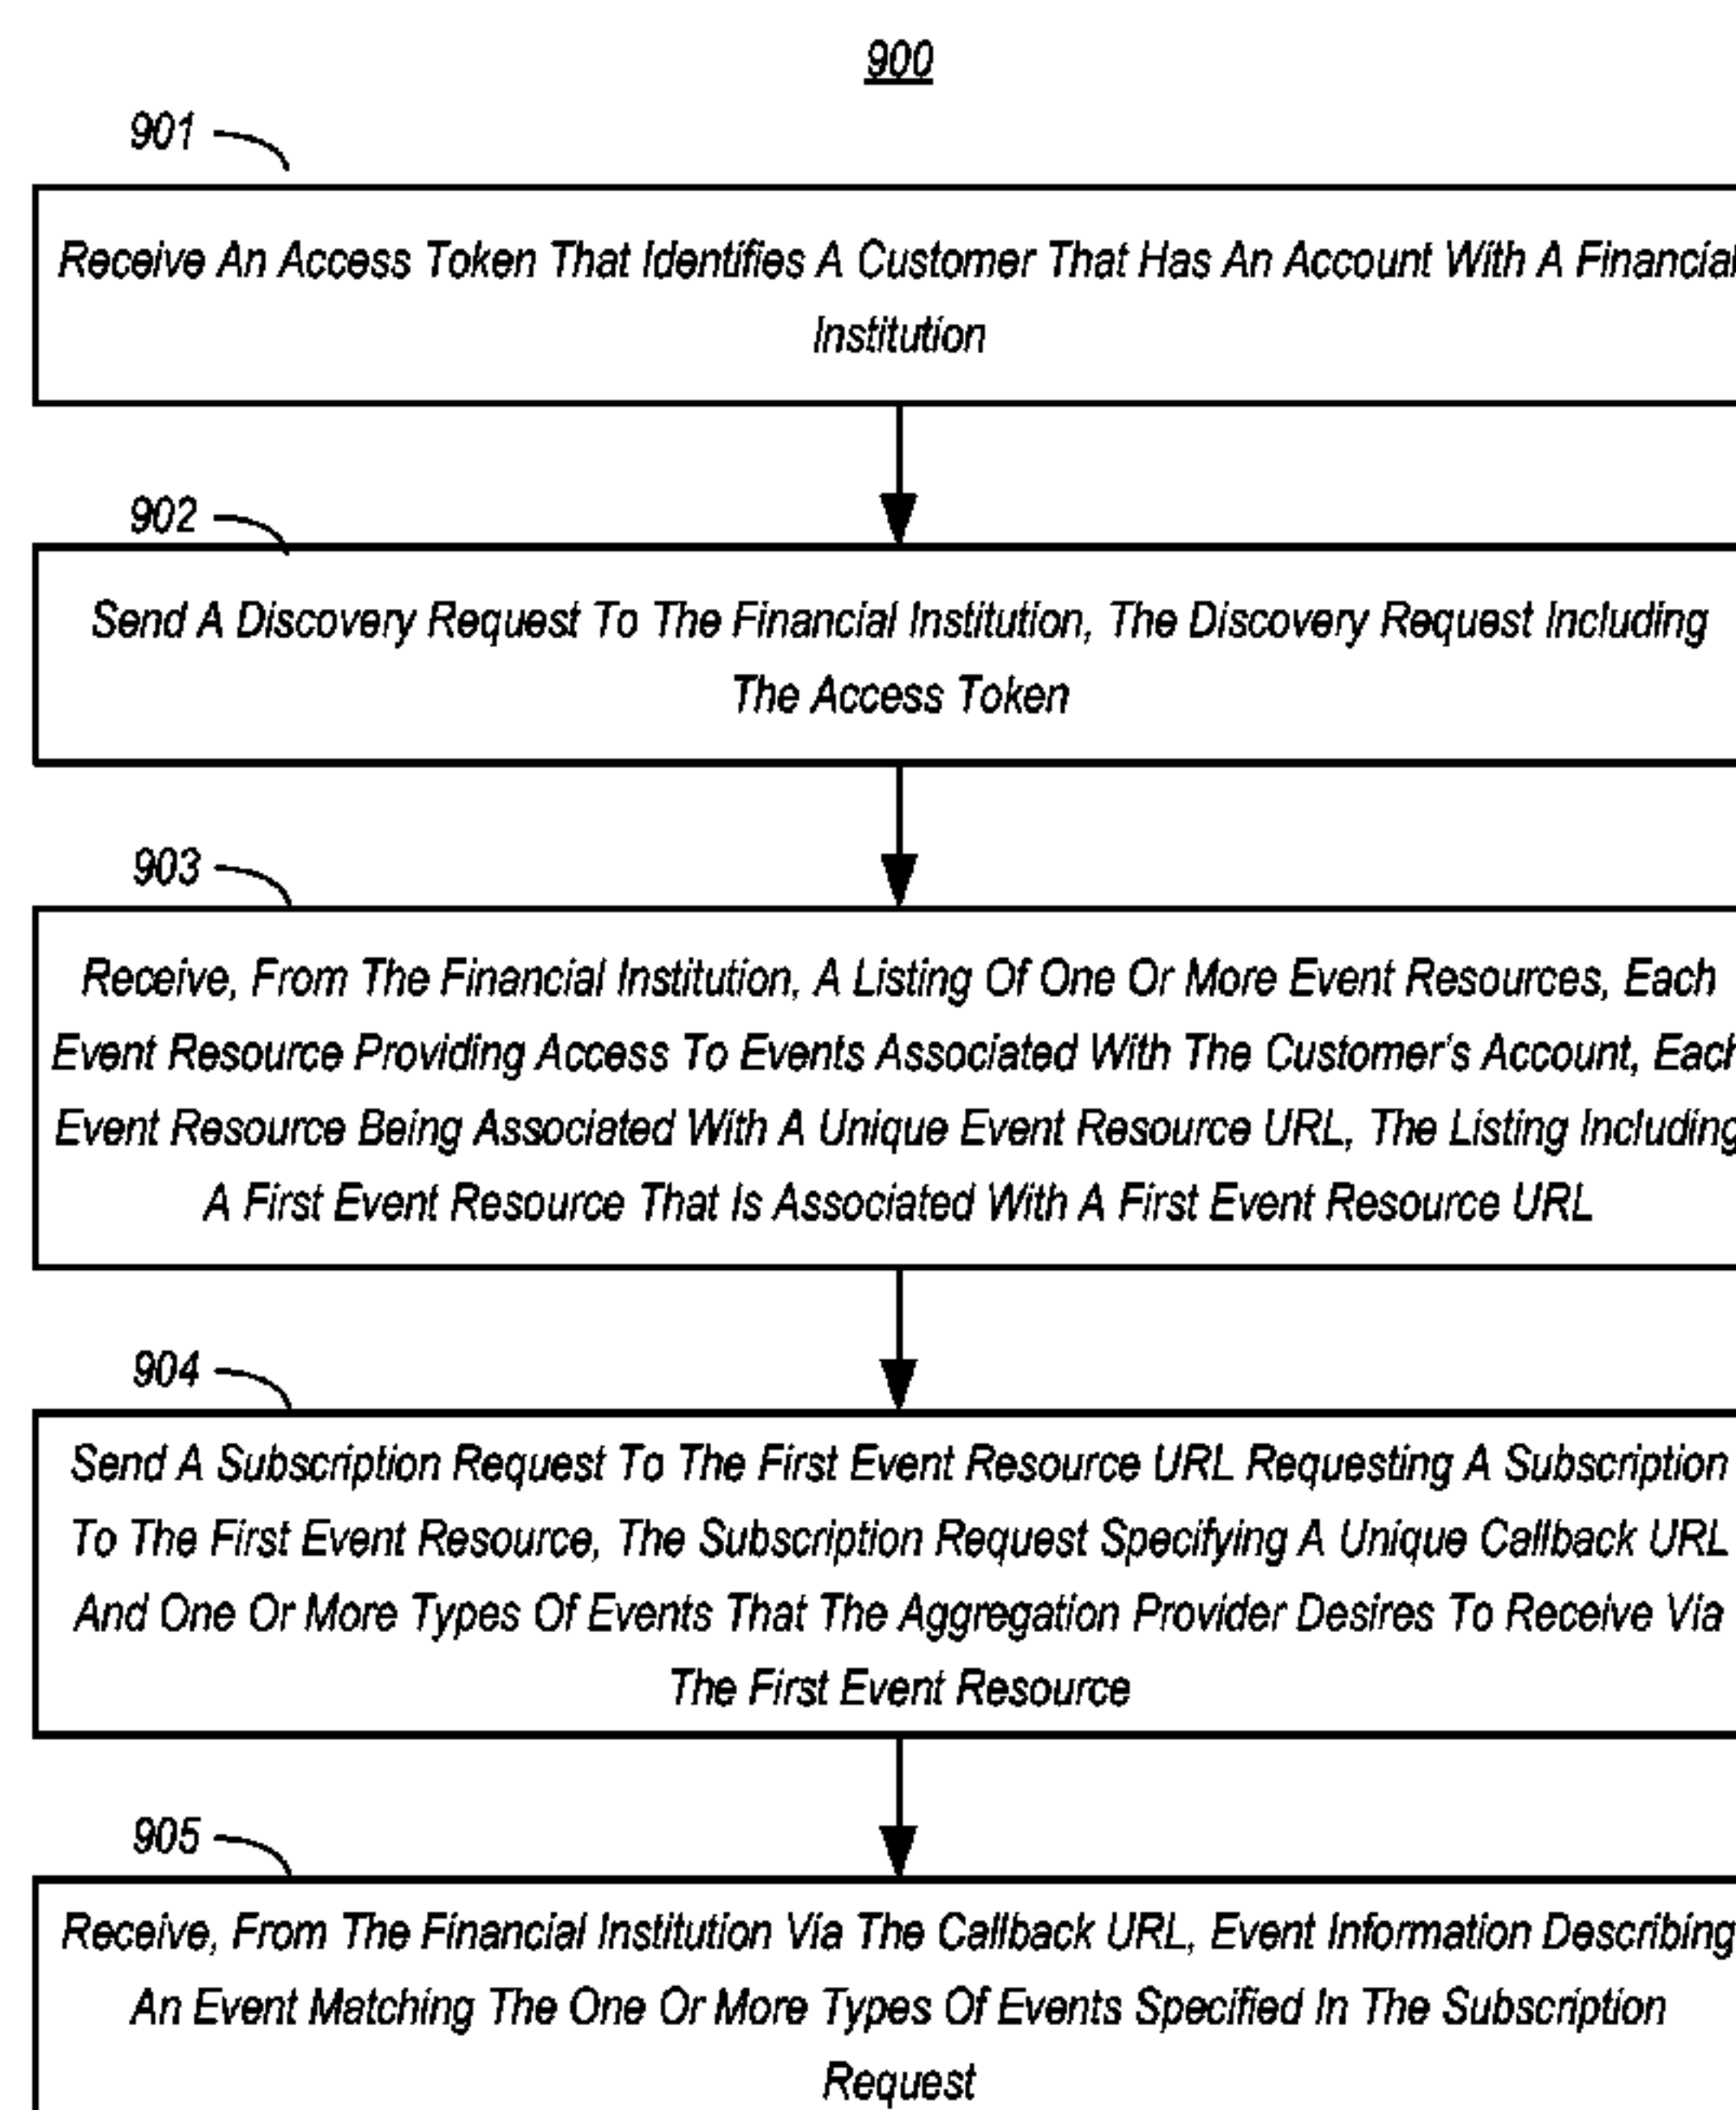 900
901
Receive An Access Token That Identifies A Customer That Has An Account With A Financial
Institution
902
Send A Discovery Request To The Financial Institution, The Discovery Request Including
The Access Token
903
Receive, From The Financial Institution, A Listing Of One Or More Event Resources, Each
Event Resource Providing Access To Events Associated With The Customer's Account, Each
Event Resource Being Associated With A Unique Event Resource URL, The Listing Including
A First Event Resource That Is Associated With A First Event Resource URL
904
Send A Subscription Request To The First Event Resource URL Requesting A Subscription
To The First Event Resource, The Subscription Request Specifying A Unique Callback URL
And One Or More Types Of Events That The Aggregation Provider Desires To Receive Via
The First Event Resource
905
Receive, From The Financial Institution Via The Callback URL, Event Information Describing
An Event Matching The One Or More Types Of Events Specified In The Subscription
Request